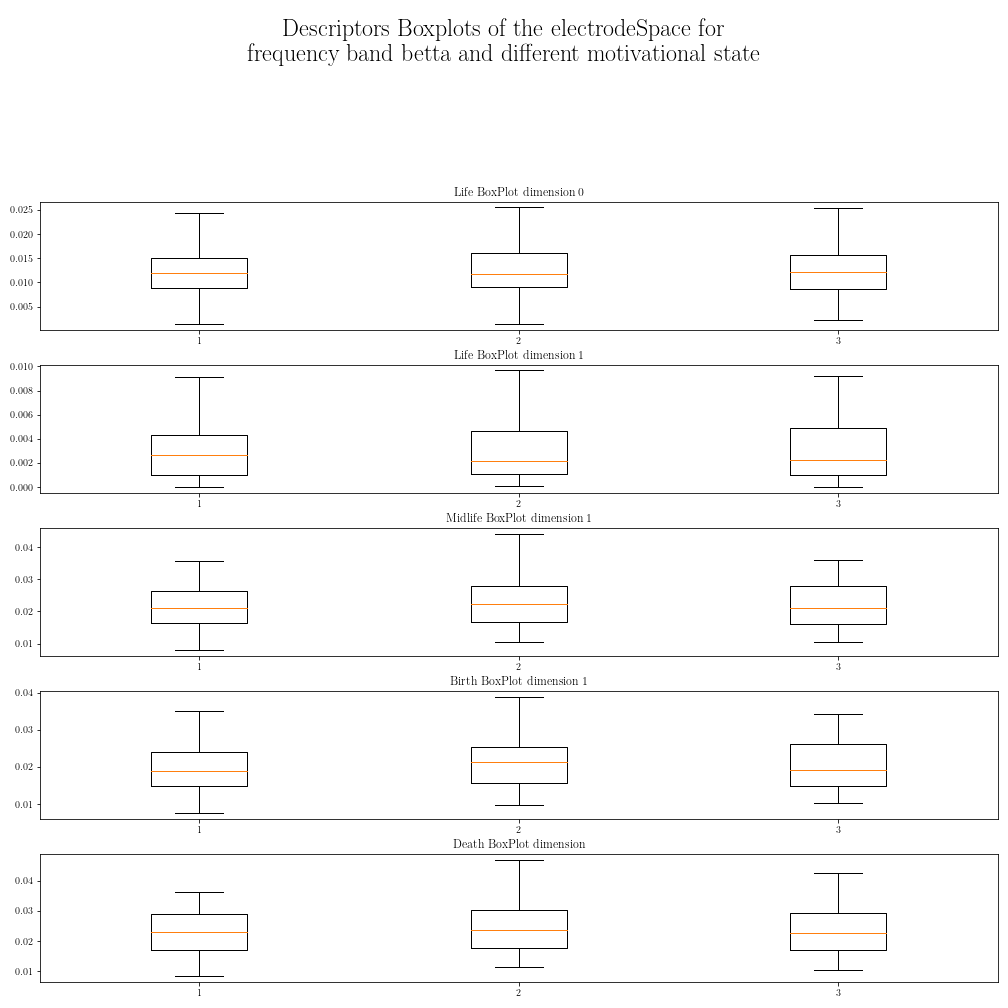 Descriptors Boxplots of the electrodeSpace for
frequency band betta and different motivational state
Life BoxPlot dimension 0
0.025
0.020
0.015
0.010
0.005
1 2 3
Life BoxPlot dimension 1
0.010
0.008
0.006
0.004
0.002
0.000
1 2 3
Midlife BoxPlot dimension 1
0.04
0.03
0.02
0.01
1 2 3
Birth BoxPlot dimension 1
0.04
0.03
0.02
0.01
1 2 3
Death BoxPlot dimension
0.04
0.03
0.02
0.01
1 2 3